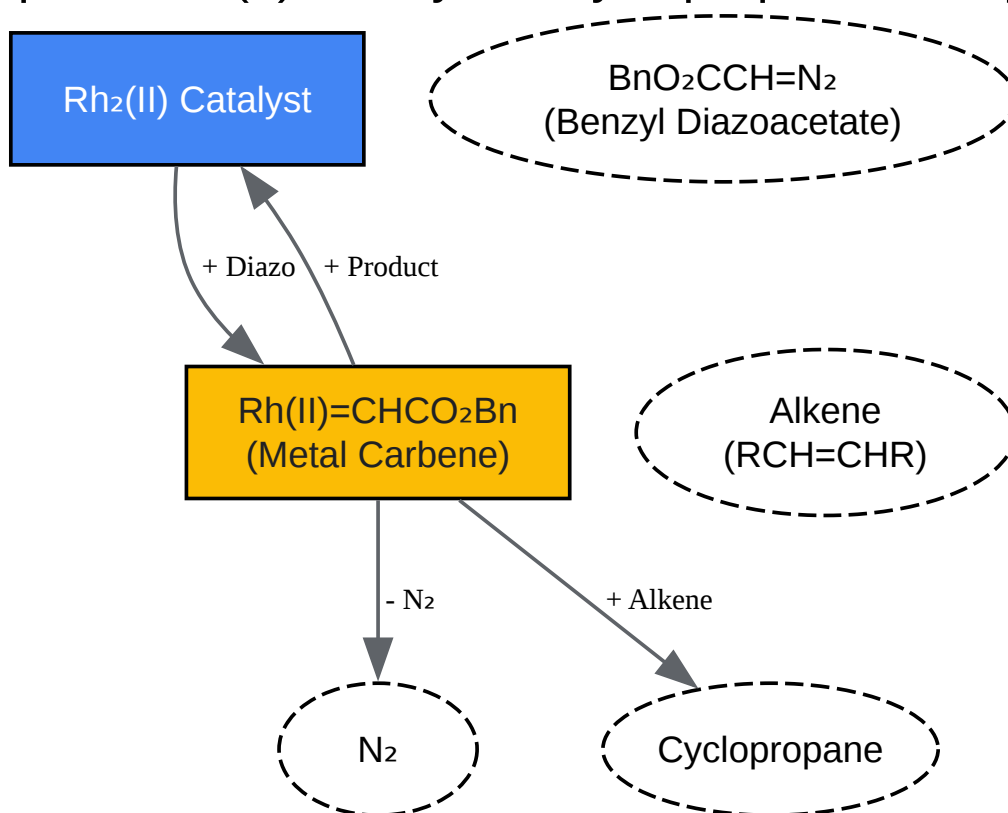 Rh₂(II) Catalyst
BnO₂CCH=N₂
(Benzyl Diazoacetate)
+ Diazo
+ Product
Rh(II)=CHCO₂Bn
(Metal Carbene)
Alkene
(RCH=CHR)
- N₂
+ Alkene
N₂
Cyclopropane